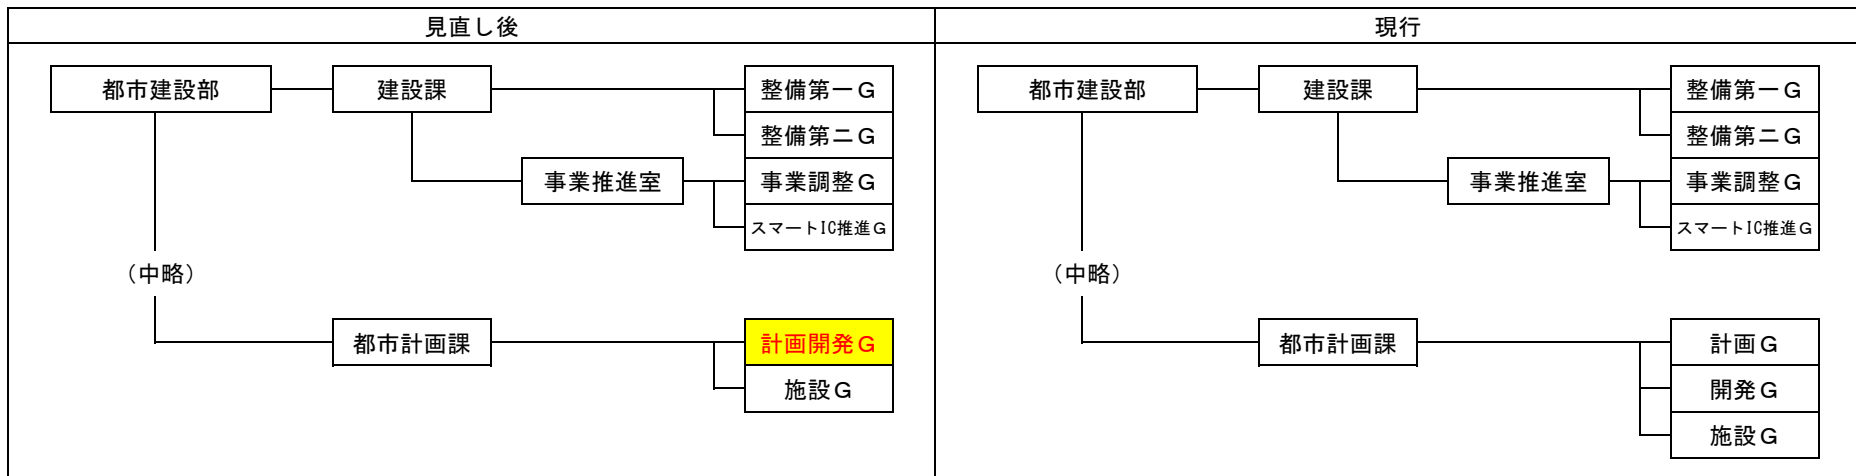 見直し後
都市建設部
建設課
整備第一Ｇ
整備第二Ｇ
事業推進室
事業調整Ｇ
スマートIC推進Ｇ
（中略）
都市計画課
計画開発Ｇ
施設Ｇ
現行
都市建設部
建設課
整備第一Ｇ
整備第二Ｇ
事業推進室
事業調整Ｇ
スマートIC推進Ｇ
（中略）
都市計画課
計画Ｇ
開発Ｇ
施設Ｇ